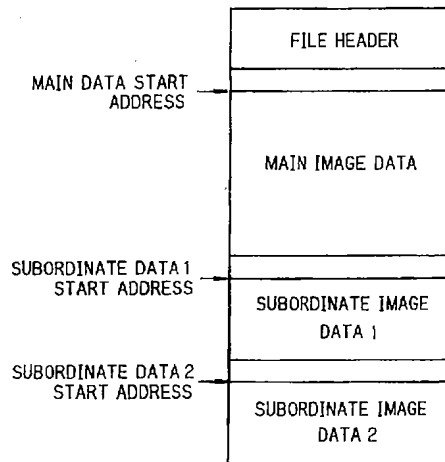 FILE HEADER
MAIN DATA START
ADDRESS
MAIN IMAGE DATA
SUBORDINATE DATA 1
START ADDRESS
SUBORDINATE IMAGE
DATA 1
SUBORDINATE DATA 2
START ADDRESS
SUBORDINATE IMAGE
DATA 2